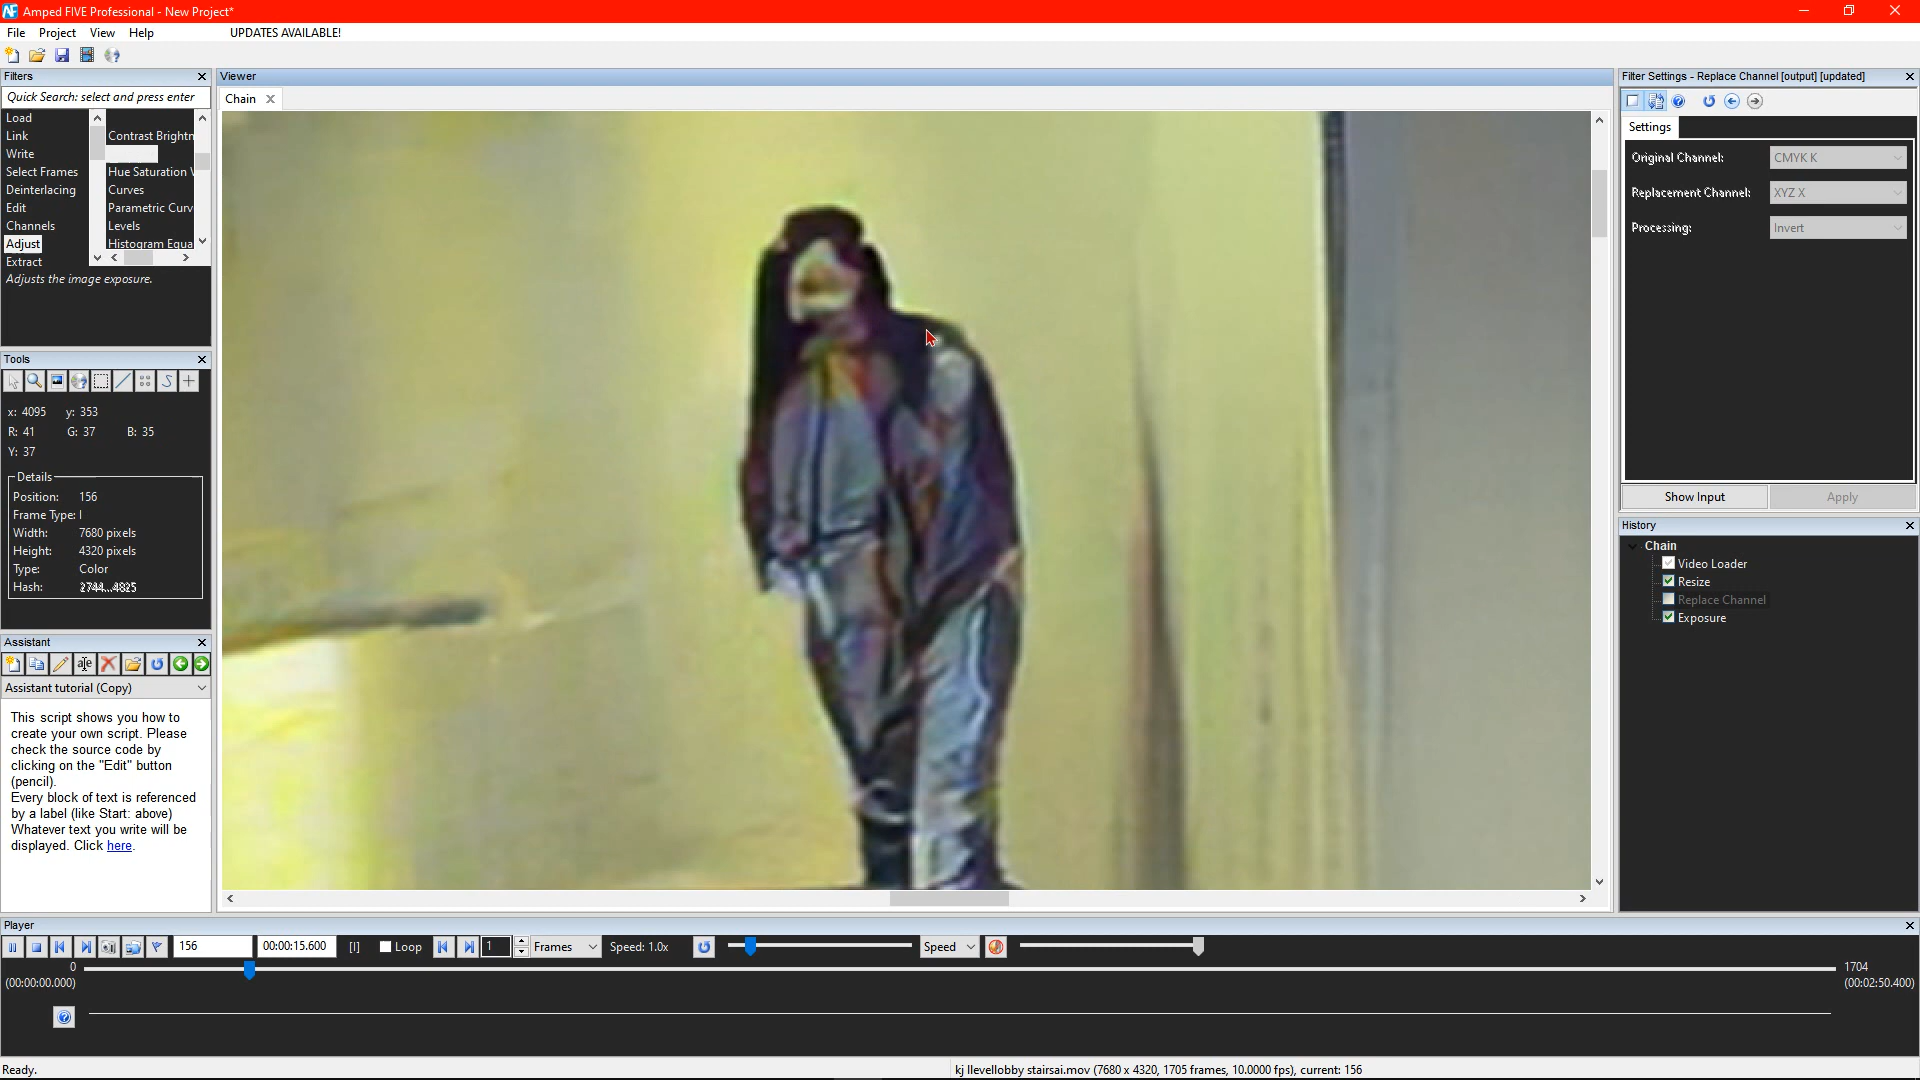 Amped FIVE Professional - New Project*
File Project View Help UPDATES AVAILABLE!
Filters
Quick Search: select and press enter
Load
Link
Write
Select Frames
Deinterlacing
Edit
Channels
Adjust
Extract
Contrast Brightn
Hue Saturation V
Curves
Parametric Curv
Levels
Histogram Equa
Adjusts the image exposure.
Tools
x: 4095 y: 353
R: 41 G: 37 B: 35
Y: 37
Details
Position: 156
Frame Type: I
Width: 7680 pixels
Height: 4320 pixels
Type: Color
Hash: 2744...4825
Assistant
Assistant tutorial (Copy)
This script shows you how to
create your own script. Please
check the source code by
clicking on the "Edit" button
(pencil).
Every block of text is referenced
by a label (like Start: above)
Whatever text you write will be
displayed. Click here.
Viewer
Chain
Filter Settings - Replace Channel [output] [updated]
Settings
Original Channel: CMYK K
Replacement Channel: XYZ X
Processing: Invert
Show Input Apply
History
Chain
Video Loader
Resize
Replace Channel
Exposure
Player
156 00:00:15.600 [I] Loop 1 Frames Speed: 1.0x Speed
0 1704
(00:00:00.000) (00:02:50.400)
Ready. kj llevellobby stairsai.mov (7680 x 4320, 1705 frames, 10.0000 fps), current: 156